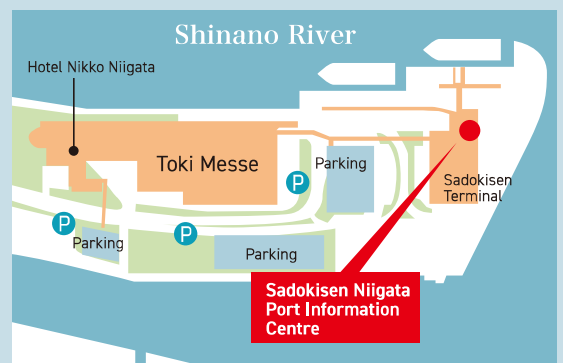 Shinano River
Hotel Nikko Niigata
Toki Messe
Parking
Sadokisen
Terminal
P
P
P
Parking
Parking
Sadokisen Niigata
Port Information
Centre